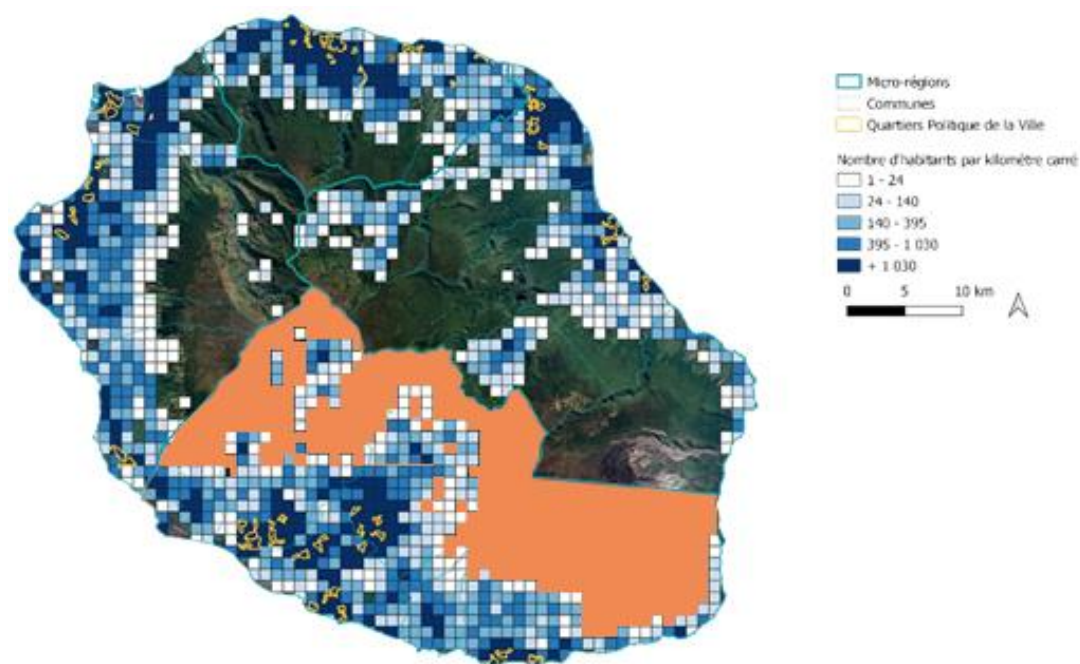 Micro-régions
Communes
Quartiers Politique de la Ville
Nombre d'habitants par kilomètre carré
1 - 24
24 - 140
140 - 395
395 - 1 030
+ 1 030
0 5 10 km